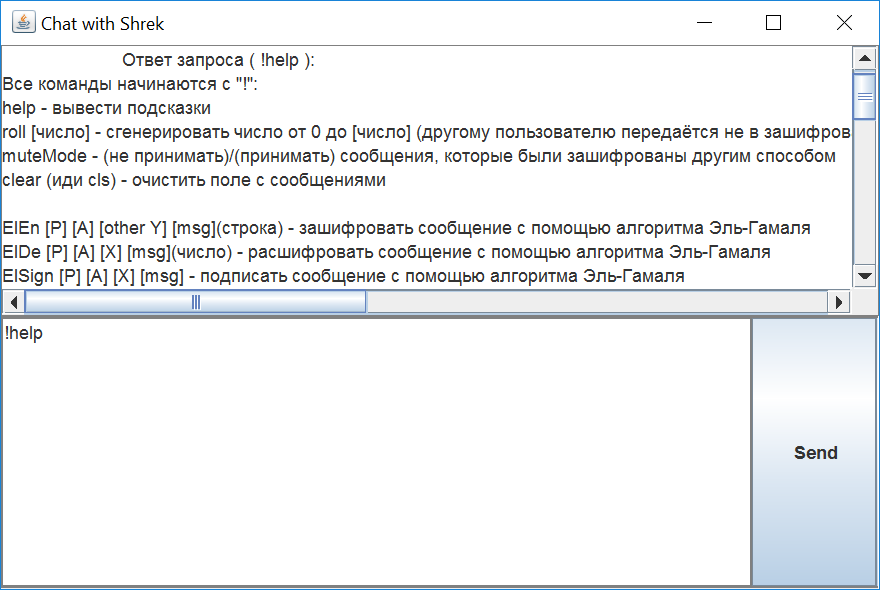 Chat with Shrek
Ответ запроса ( !help ):
Все команды начинаются с "!":
help - вывести подсказки
roll [число] - сгенерировать число от 0 до [число] (другому пользователю передаётся не в зашифров
muteMode - (не принимать)/(принимать) сообщения, которые были зашифрованы другим способом
clear (иди cls) - очистить поле с сообщениями
ElEn [P] [A] [other Y] [msg](строка) - зашифровать сообщение с помощью алгоритма Эль-Гамаля
ElDe [P] [A] [X] [msg](число) - расшифровать сообщение с помощью алгоритма Эль-Гамаля
ElSign [P] [A] [X] [msg] - подписать сообщение с помощью алгоритма Эль-Гамаля
!help
Send